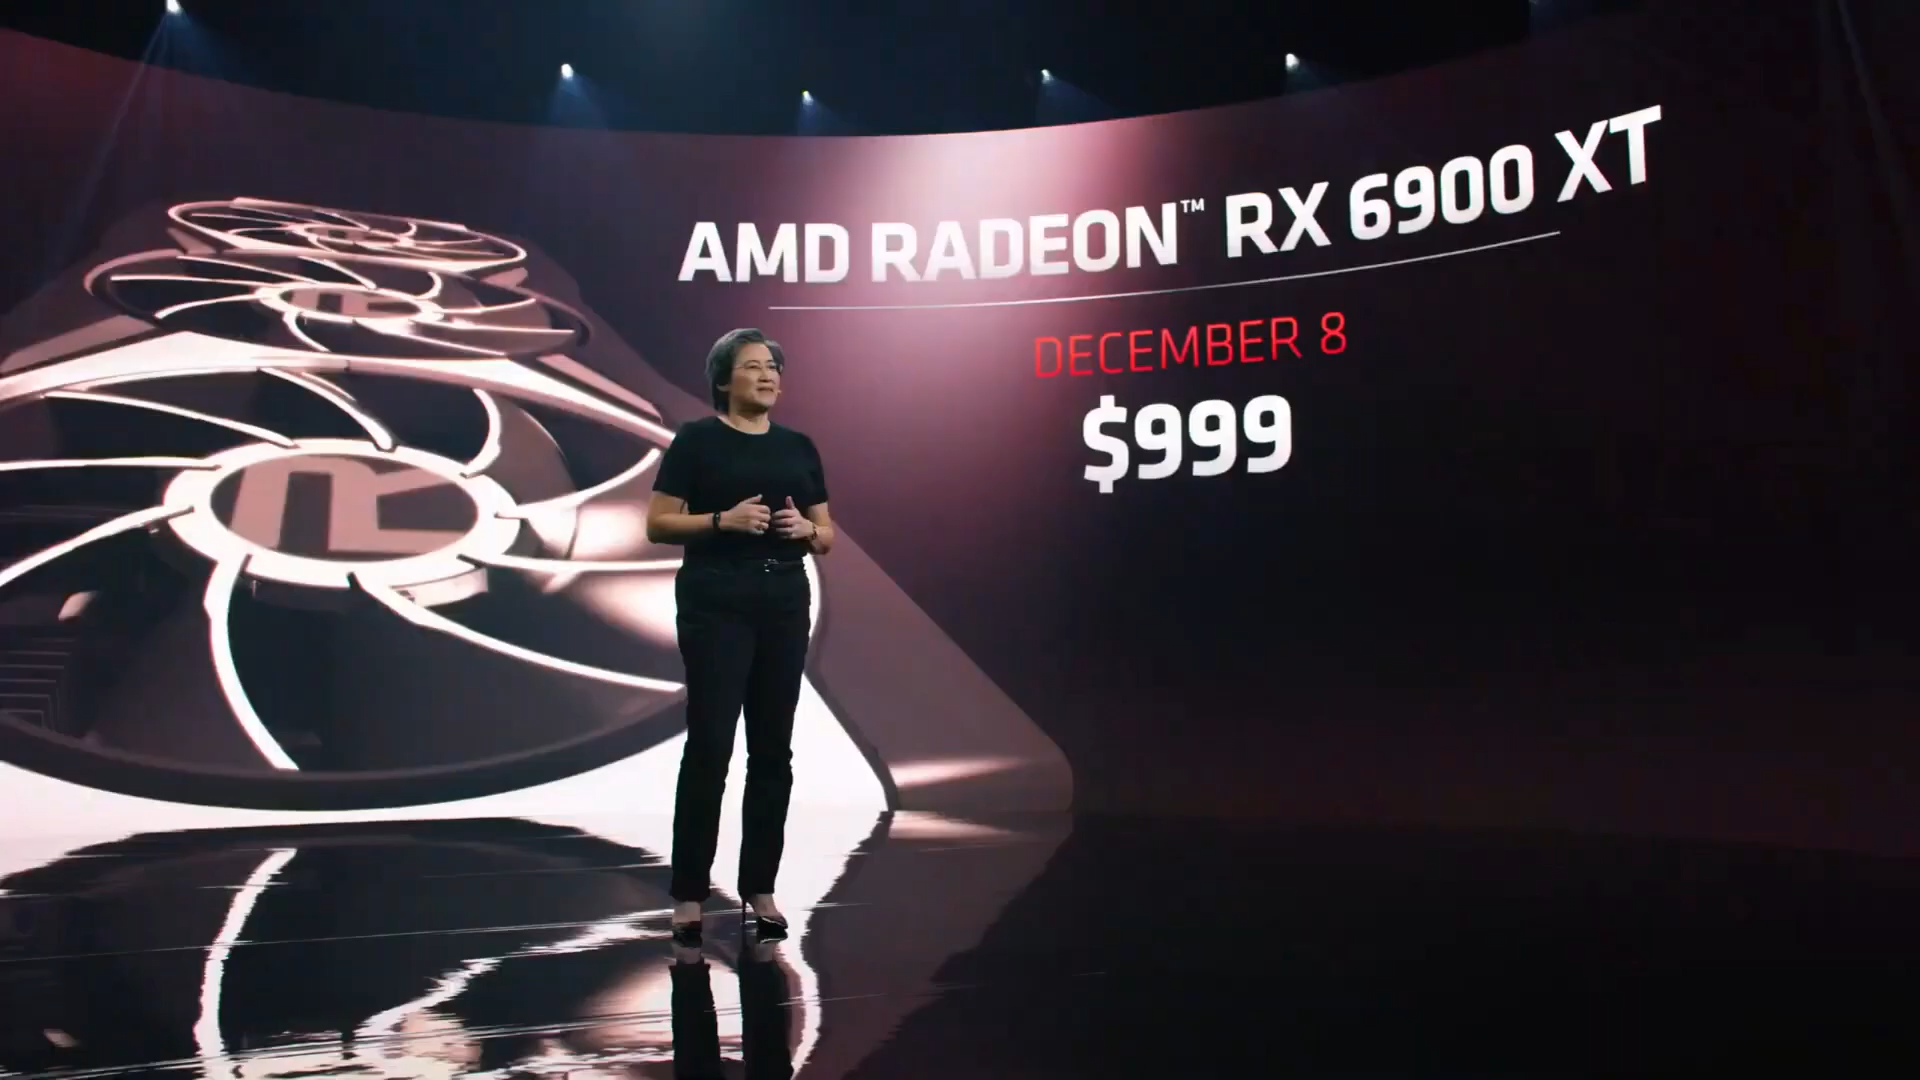 AMD RADEON™ RX 6900 XT
DECEMBER 8
$999
R
R